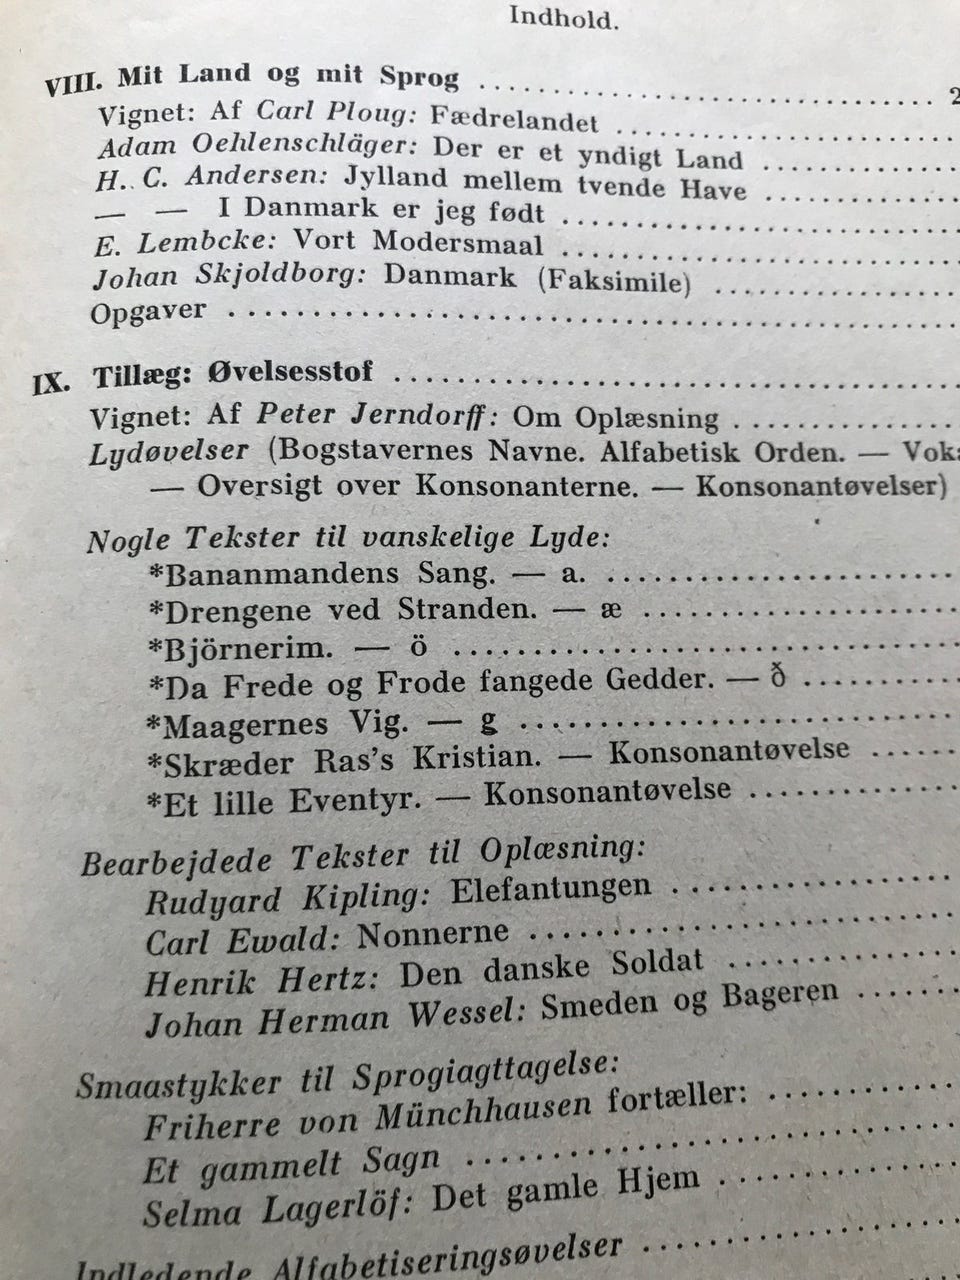 Indhold.
VIII. Mit Land og mit Sprog ........................ 2
Vignet: Af Carl Ploug: Fædrelandet ........................
Adam Oehlenschläger: Der er et yndigt Land ..............
H. C. Andersen: Jylland mellem tvende Have ..............
— — I Danmark er jeg født ........................
E. Lembcke: Vort Modersmaal ........................
Johan Skjoldborg: Danmark (Faksimile) ................
Opgaver ........................................
IX. Tillæg: Øvelsesstof ................................
Vignet: Af Peter Jerndorff: Om Oplæsning ................
Lydøvelser (Bogstavernes Navne. Alfabetisk Orden. — Voka
— Oversigt over Konsonanterne. — Konsonantøvelser)
Nogle Tekster til vanskelige Lyde:
*Bananmandens Sang. — a. ........................
*Drengene ved Stranden. — æ ......................
*Björnerim. — ö ................................
*Da Frede og Frode fangede Gedder. — ð ............
*Maagernes Vig. — g ............................
*Skræder Ras's Kristian. — Konsonantøvelse ......
*Et lille Eventyr. — Konsonantøvelse ..............
Bearbejdede Tekster til Oplæsning:
Rudyard Kipling: Elefantungen ..................
Carl Ewald: Nonnerne ............................
Henrik Hertz: Den danske Soldat ................
Johan Herman Wessel: Smeden og Bageren ........
Smaastykker til Sprogiagttagelse:
Friherre von Münchhausen fortæller: ............
Et gammelt Sagn ................................
Selma Lagerlöf: Det gamle Hjem ................
Indledende Alfabetiseringsøvelser ....................